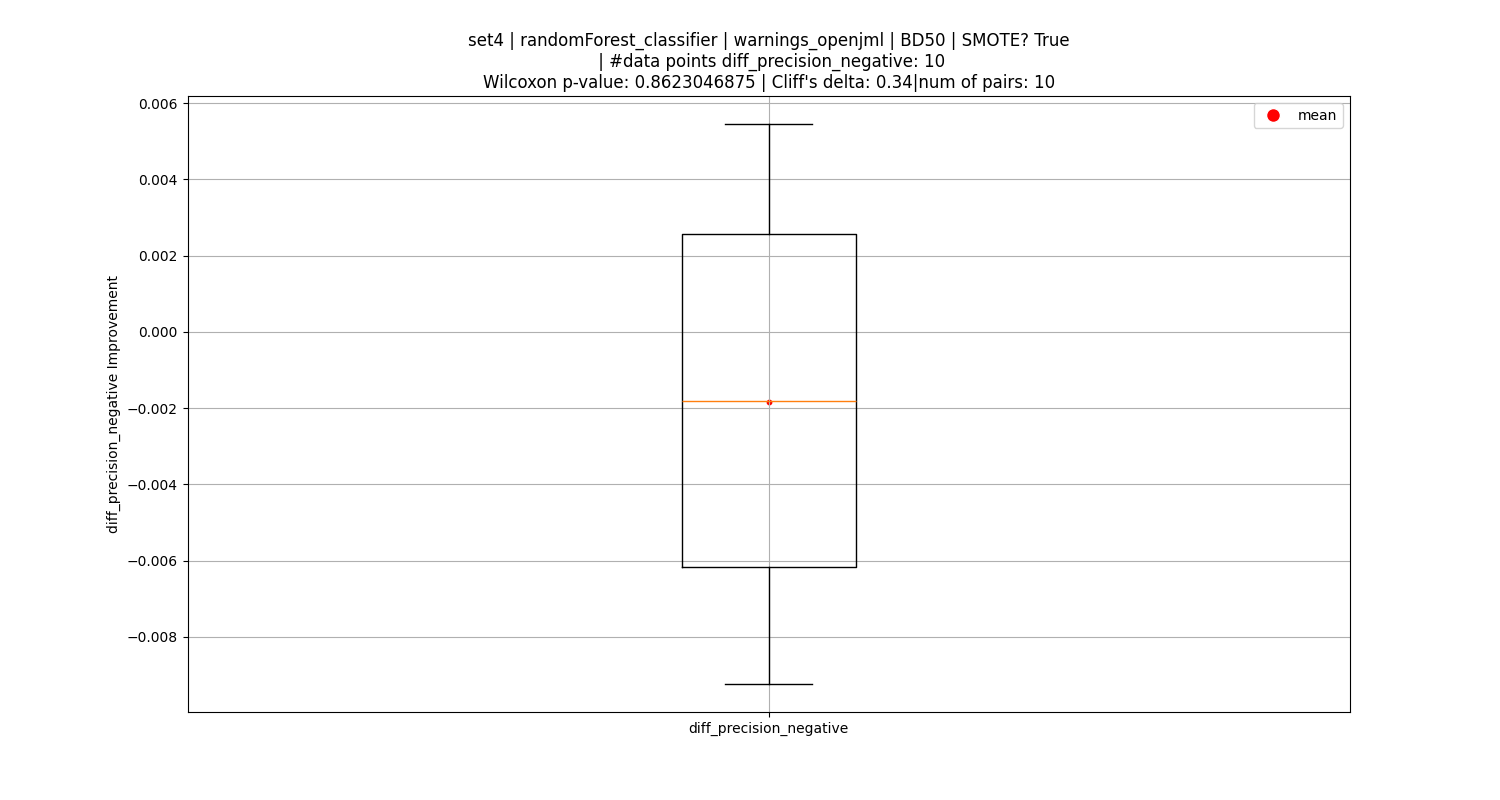 set4 | randomForest_classifier | warnings_openjml | BD50 | SMOTE? True
| #data points diff_precision_negative: 10
Wilcoxon p-value: 0.8623046875 | Cliff's delta: 0.34|num of pairs: 10
mean
0.006
0.004
0.002
0.000
−0.002
−0.004
−0.006
−0.008
diff_precision_negative Improvement
diff_precision_negative